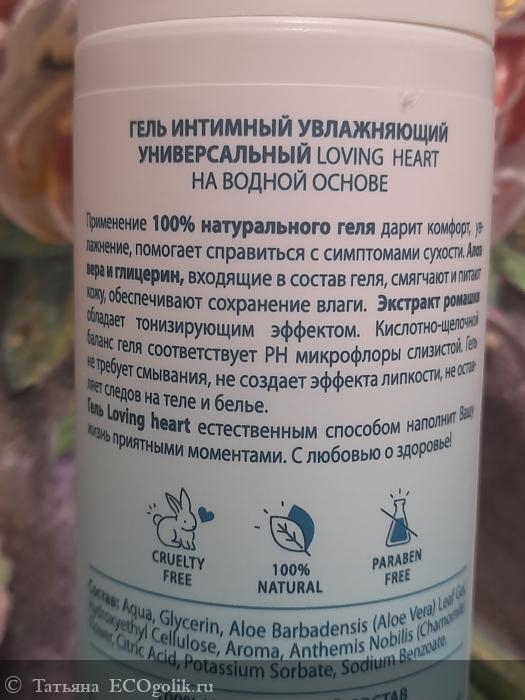 ГЕЛЬ ИНТИМНЫЙ УВЛАЖНЯЮЩИЙ
УНИВЕРСАЛЬНЫЙ LOVING HEART
НА ВОДНОЙ ОСНОВЕ
Применение 100% натурального геля дарит комфорт, ув-
лажнение, помогает справиться с симптомами сухости. Алоэ
вера и глицерин, входящие в состав геля, смягчают и питают
кожу, обеспечивают сохранение влаги. Экстракт ромашки
обладает тонизирующим эффектом. Кислотно-щелочной
баланс геля соответствует PH микрофлоры слизистой. Гель
не требует смывания, не создает эффекта липкости, не остав-
ляет следов на теле и белье.
Гель Loving heart естественным способом наполнит Вашу
жизнь приятными моментами. С любовью о здоровье!
CRUELTY
FREE
100%
NATURAL
PARABEN
FREE
Состав: Aqua, Glycerin, Aloe Barbadensis (Aloe Vera) Leaf Gel,
Hydroxyethyl Cellulose, Aroma, Anthemis Nobilis (Chamomile)
Flower, Citric Acid, Potassium Sorbate, Sodium Benzoate.
Татьяна ECOgolik.ru